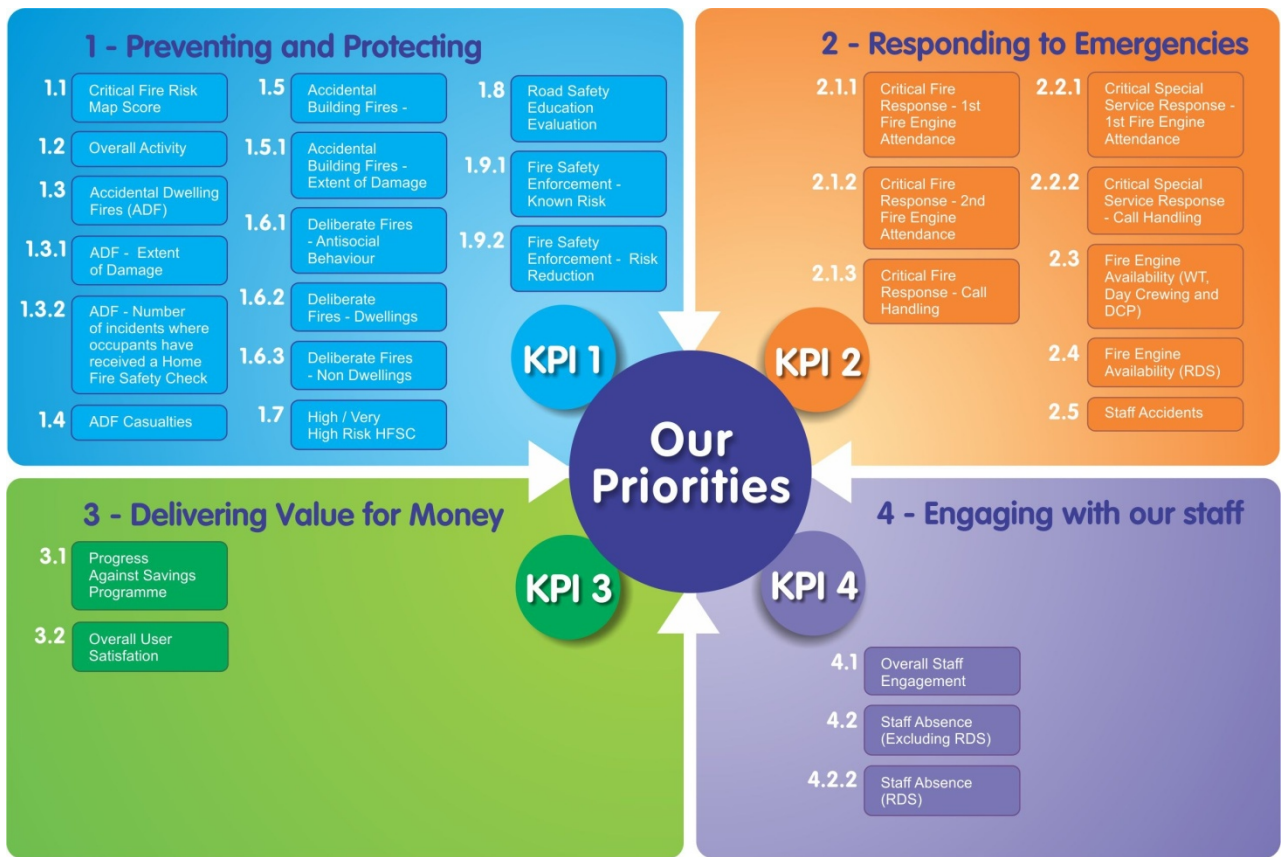 1 - Preventing and Protecting
1.1
Critical Fire Risk
Map Score
1.2
Overall Activity
1.3
Accidental Dwelling
Fires (ADF)
1.3.1
ADF -  Extent
of Damage
1.3.2
ADF - Number
of incidents where
occupants have
received a Home
Fire Safety Check
1.4
ADF Casualties
1.5
Accidental
Building Fires -
1.5.1
Accidental
Building Fires -
Extent of Damage
1.6.1
Deliberate Fires
- Antisocial
Behaviour
1.6.2
Deliberate
Fires - Dwellings
1.6.3
Deliberate Fires
- Non Dwellings
1.7
High / Very
High Risk HFSC
1.8
Road Safety
Education
Evaluation
1.9.1
Fire Safety
Enforcement -
Known Risk
1.9.2
Fire Safety
Enforcement -  Risk
Reduction
KPI 1
2 - Responding to Emergencies
2.1.1
Critical Fire
Response - 1st
Fire Engine
Attendance
2.1.2
Critical Fire
Response - 2nd
Fire Engine
Attendance
2.1.3
Critical Fire
Response - Call
Handling
2.2.1
Critical Special
Service Response -
1st Fire Engine
Attendance
2.2.2
Critical Special
Service Response
- Call Handling
2.3
Fire Engine
Availability (WT,
Day Crewing and
DCP)
2.4
Fire Engine
Availability (RDS)
2.5
Staff Accidents
KPI 2
Our
Priorities
3 - Delivering Value for Money
3.1
Progress
Against Savings
Programme
3.2
Overall User
Satisfation
KPI 3
4 - Engaging with our staff
KPI 4
4.1
Overall Staff
Engagement
4.2
Staff Absence
(Excluding RDS)
4.2.2
Staff Absence
(RDS)